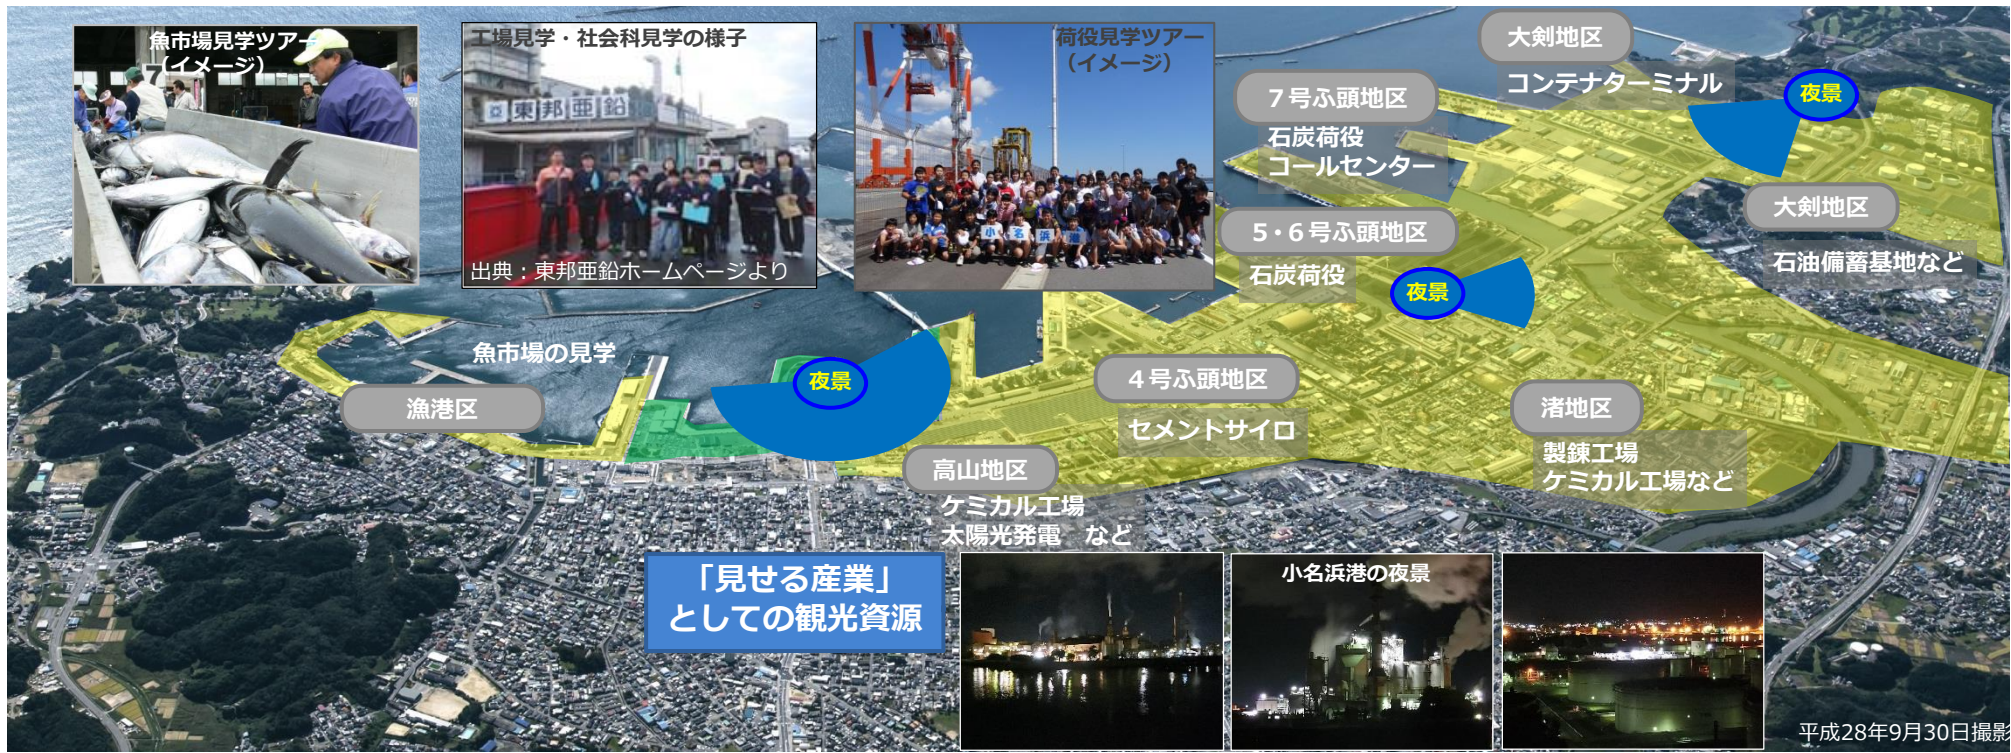 魚市場見学ツアー
（イメージ）
7
工場見学・社会科見学の様子
東邦亜鉛
出典：東邦亜鉛ホームページより
荷役見学ツアー
（イメージ）
小名浜港
大剣地区
コンテナターミナル
夜景
7号ふ頭地区
石炭荷役
コールセンター
大剣地区
石油備蓄基地など
5・6号ふ頭地区
石炭荷役
夜景
魚市場の見学
夜景
漁港区
4号ふ頭地区
セメントサイロ
渚地区
製錬工場
ケミカル工場など
高山地区
ケミカル工場
太陽光発電　など
「見せる産業」
としての観光資源
小名浜港の夜景
平成28年9月30日撮影